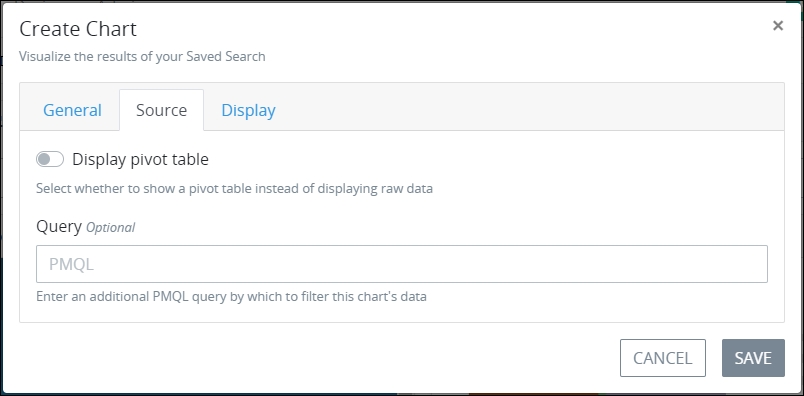 Create Chart
×
Visualize the results of your Saved Search
General Source Display
Display pivot table
Select whether to show a pivot table instead of displaying raw data
Query Optional
PMQL
Enter an additional PMQL query by which to filter this chart's data
CANCEL SAVE